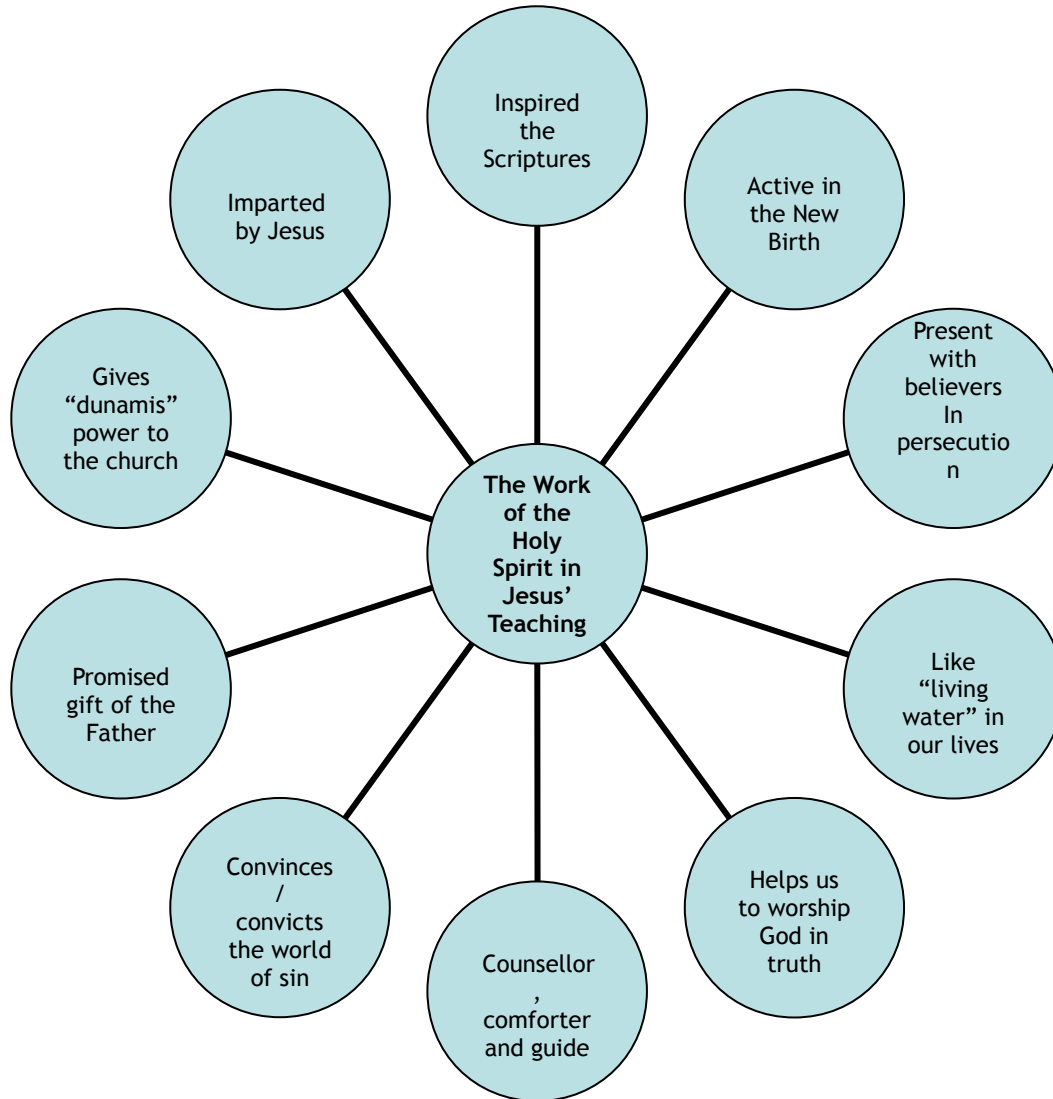 Inspired
the
Scriptures
Active in
the New
Birth
Present
with
believers
In
persecutio
n
Like
“living
water” in
our lives
Helps us
to worship
God in
truth
Counsellor
,
comforter
and guide
Convinces
/
convicts
the world
of sin
Promised
gift of the
Father
Gives
“dunamis”
power to
the church
Imparted
by Jesus
The Work
of the
Holy
Spirit in
Jesus’
Teaching